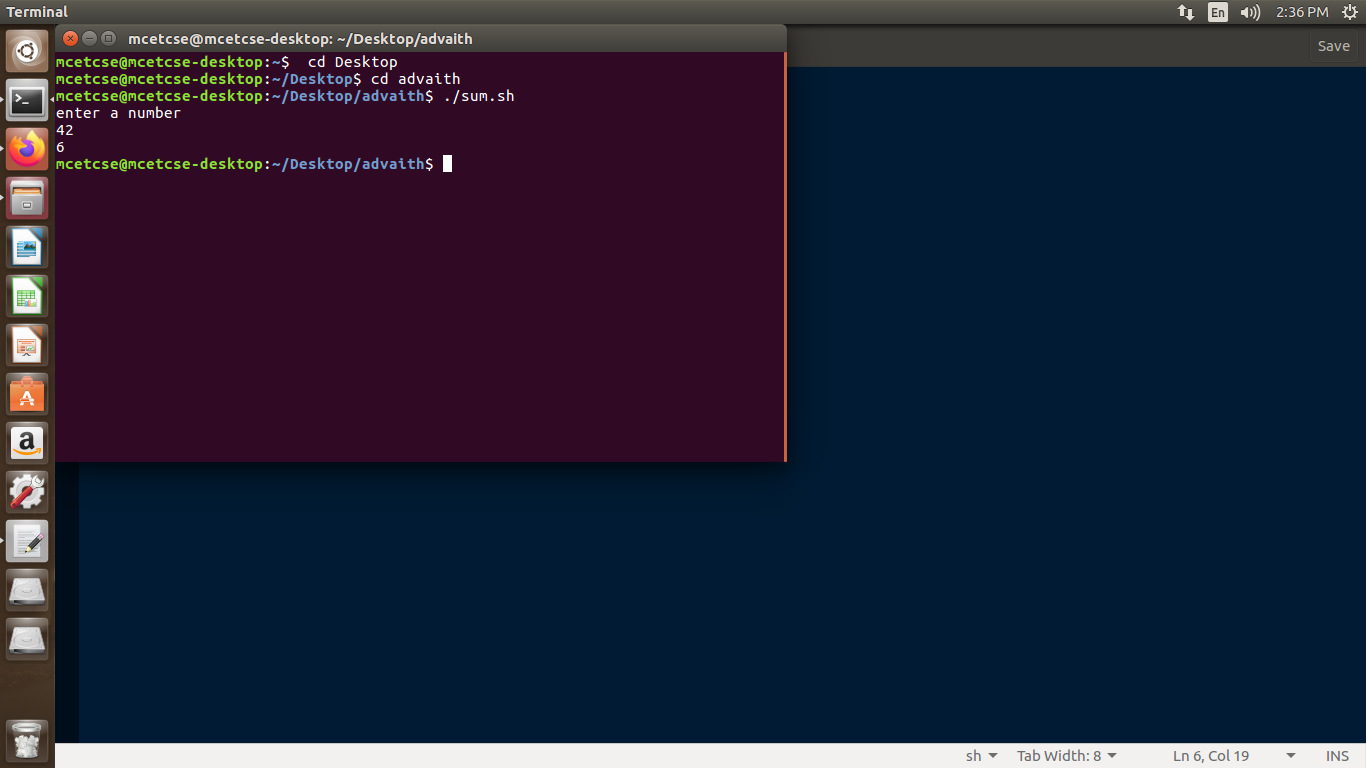 Terminal
En
2:36 PM
mcetcse@mcetcse-desktop: ~/Desktop/advaith
Save
mcetcse@mcetcse-desktop:~$  cd Desktop
mcetcse@mcetcse-desktop:~/Desktop$ cd advaith
mcetcse@mcetcse-desktop:~/Desktop/advaith$ ./sum.sh
enter a number
42
6
mcetcse@mcetcse-desktop:~/Desktop/advaith$
a
sh
Tab Width: 8
Ln 6, Col 19
INS